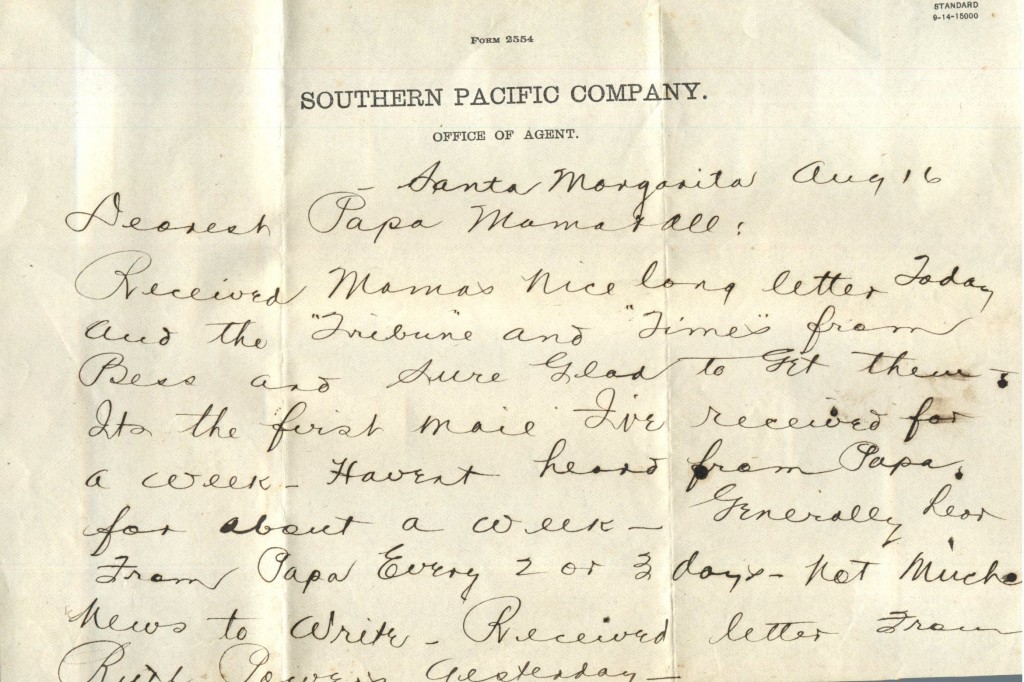 STANDARD
9-14-15000
FORM 2554
SOUTHERN PACIFIC COMPANY.
OFFICE OF AGENT.
- Santa Margarita Aug 16
Dearest Papa Mama & all:
Received Mamas Nice long letter Today
and the "Tribune" and "Times" from
Bess and Sure Glad to Get them.
Its the first mail I've received for
a week - Havent heard from Papa.
for about a week - Generally hear
From Papa Every 2 or 3 days - Not Much
News to Write - Received letter From
Ruth Powers Yesterday -